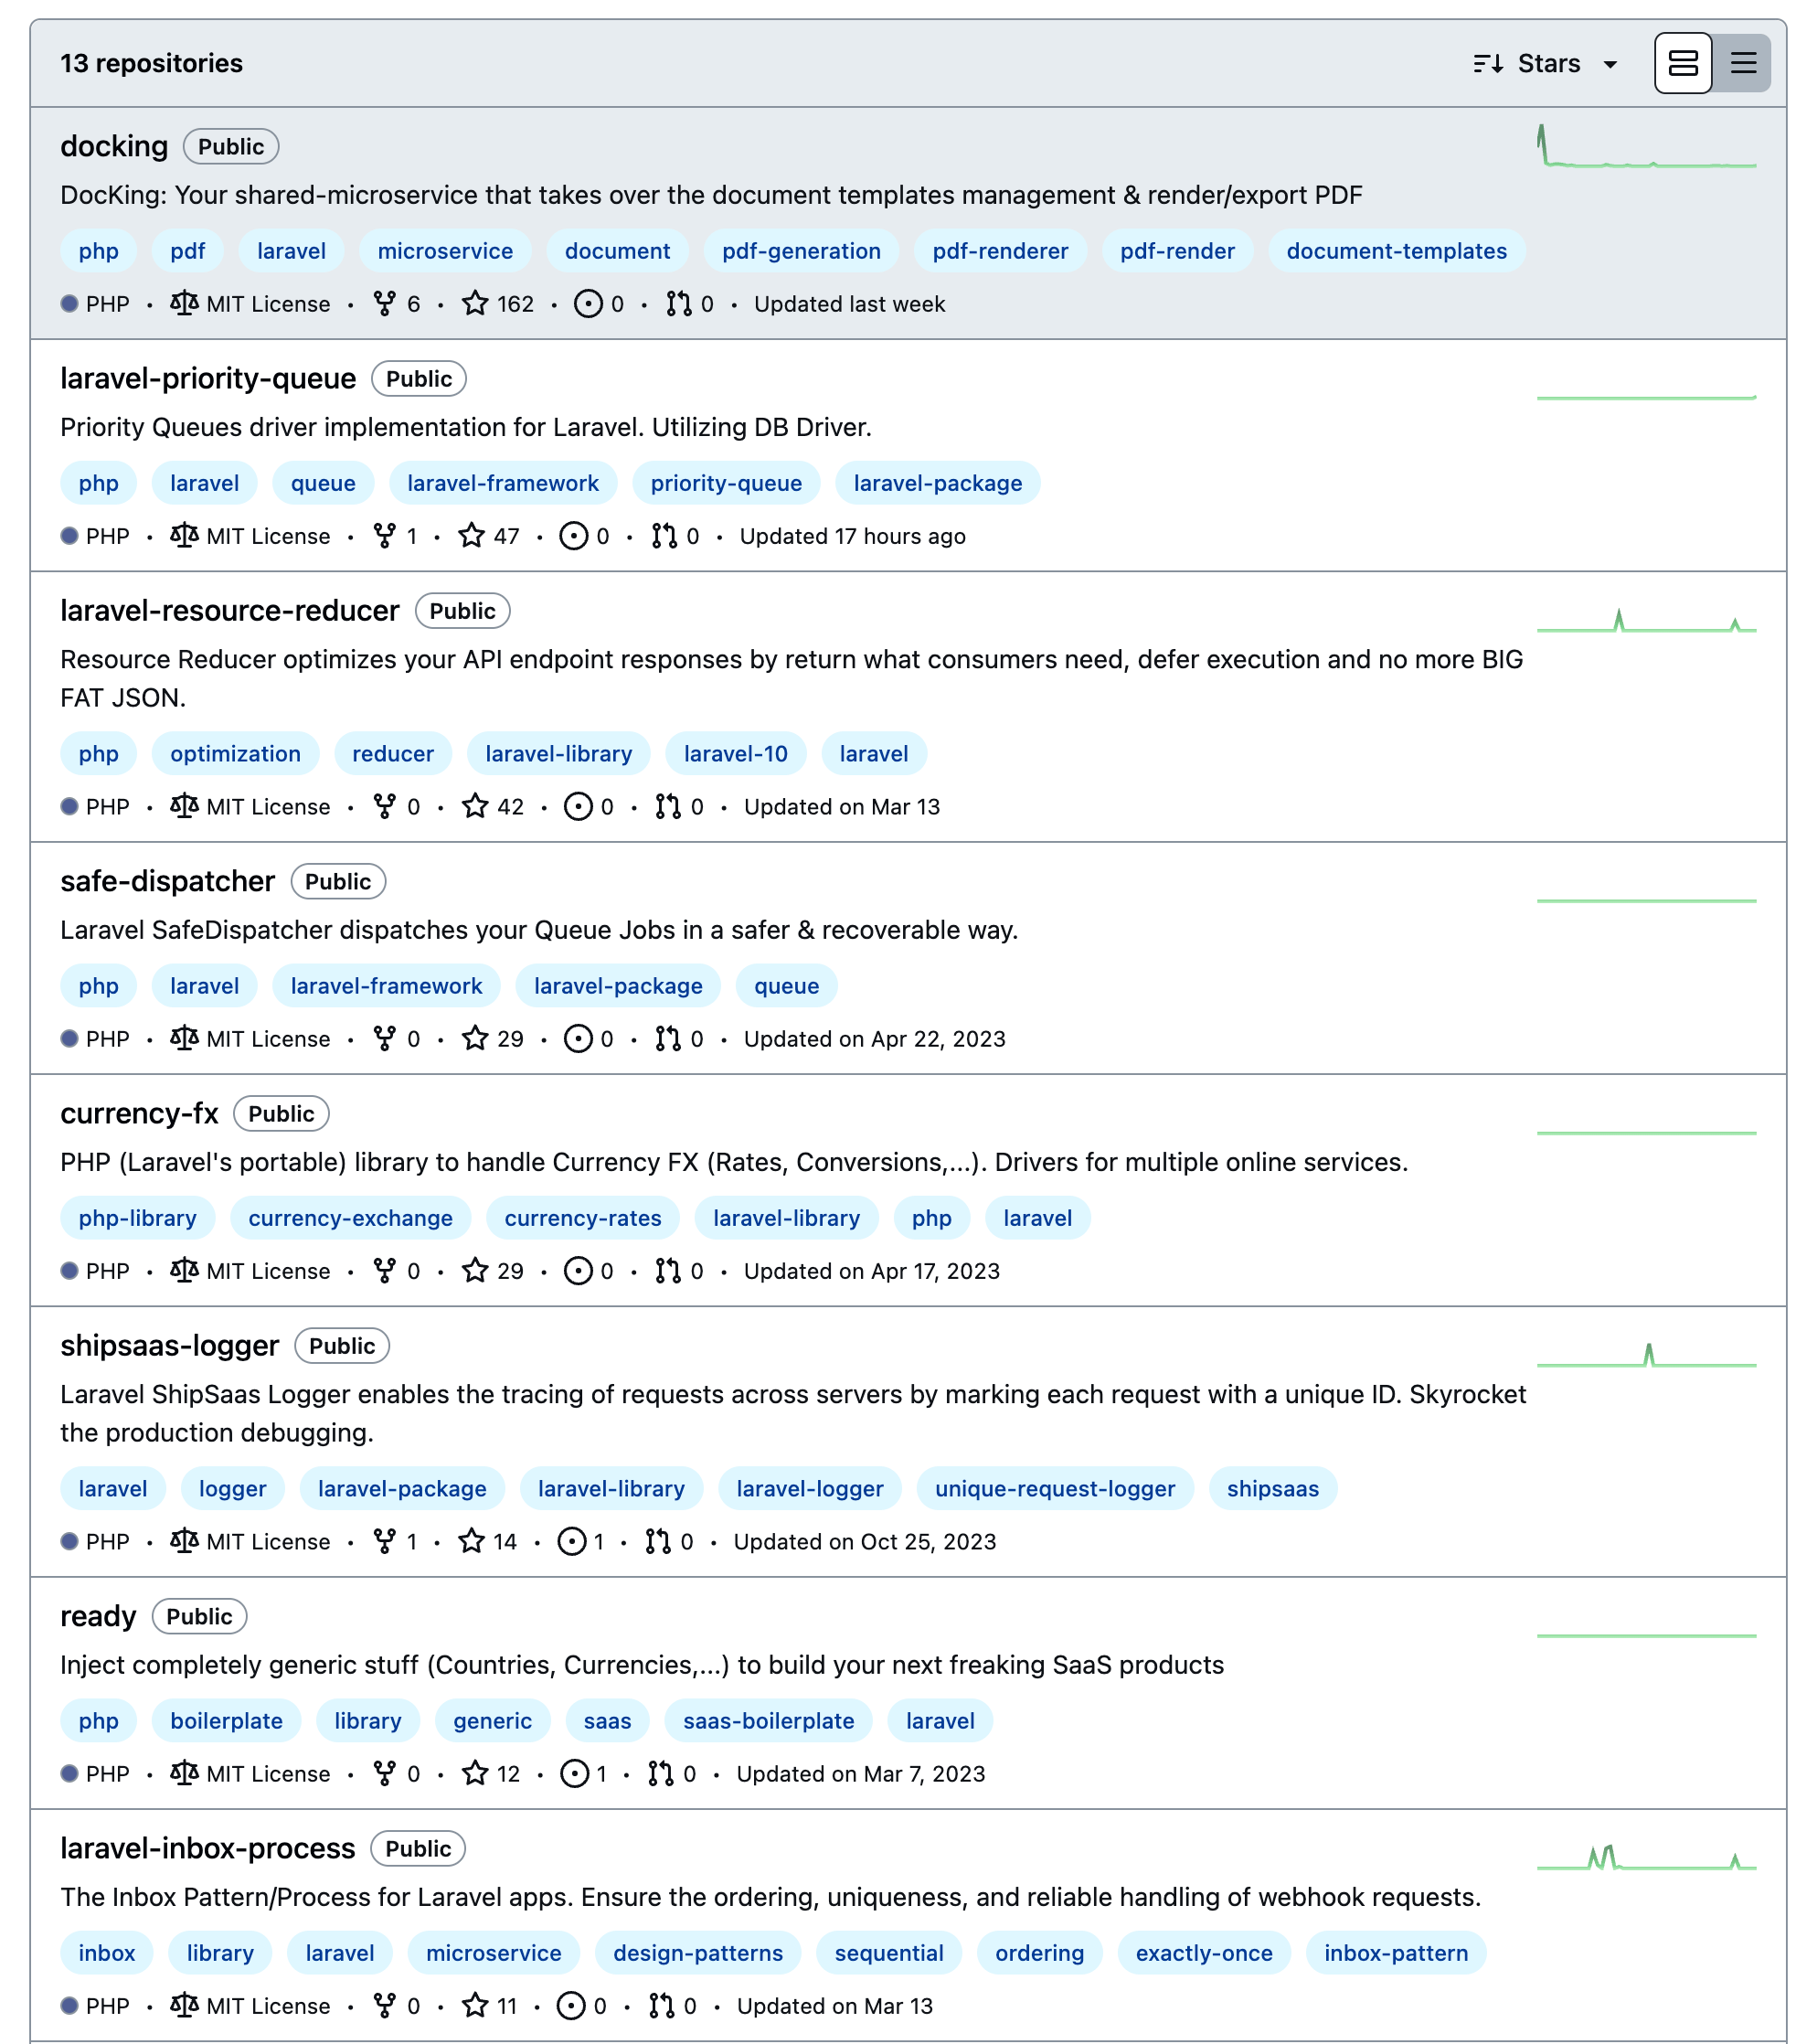 13 repositories Stars
docking Public
DocKing: Your shared-microservice that takes over the document templates management & render/export PDF
php pdf laravel microservice document pdf-generation pdf-renderer pdf-render document-templates
PHP · MIT License · 6 · 162 · 0 · 0 · Updated last week
laravel-priority-queue Public
Priority Queues driver implementation for Laravel. Utilizing DB Driver.
php laravel queue laravel-framework priority-queue laravel-package
PHP · MIT License · 1 · 47 · 0 · 0 · Updated 17 hours ago
laravel-resource-reducer Public
Resource Reducer optimizes your API endpoint responses by return what consumers need, defer execution and no more BIG
FAT JSON.
php optimization reducer laravel-library laravel-10 laravel
PHP · MIT License · 0 · 42 · 0 · 0 · Updated on Mar 13
safe-dispatcher Public
Laravel SafeDispatcher dispatches your Queue Jobs in a safer & recoverable way.
php laravel laravel-framework laravel-package queue
PHP · MIT License · 0 · 29 · 0 · 0 · Updated on Apr 22, 2023
currency-fx Public
PHP (Laravel's portable) library to handle Currency FX (Rates, Conversions,...). Drivers for multiple online services.
php-library currency-exchange currency-rates laravel-library php laravel
PHP · MIT License · 0 · 29 · 0 · 0 · Updated on Apr 17, 2023
shipsaas-logger Public
Laravel ShipSaas Logger enables the tracing of requests across servers by marking each request with a unique ID. Skyrocket
the production debugging.
laravel logger laravel-package laravel-library laravel-logger unique-request-logger shipsaas
PHP · MIT License · 1 · 14 · 1 · 0 · Updated on Oct 25, 2023
ready Public
Inject completely generic stuff (Countries, Currencies,...) to build your next freaking SaaS products
php boilerplate library generic saas saas-boilerplate laravel
PHP · MIT License · 0 · 12 · 1 · 0 · Updated on Mar 7, 2023
laravel-inbox-process Public
The Inbox Pattern/Process for Laravel apps. Ensure the ordering, uniqueness, and reliable handling of webhook requests.
inbox library laravel microservice design-patterns sequential ordering exactly-once inbox-pattern
PHP · MIT License · 0 · 11 · 0 · 0 · Updated on Mar 13